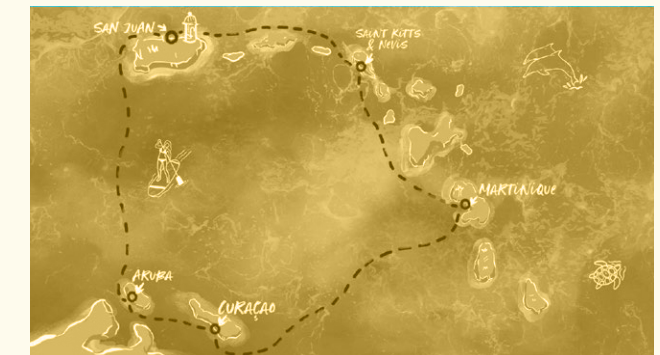 SAN JUAN
SAINT KITTS
& NEVIS
MARTINIQUE
ARUBA
CURAÇAO